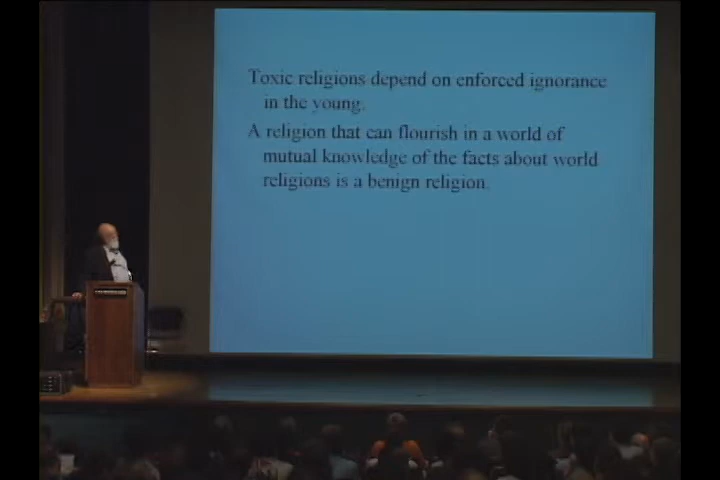 Toxic religions depend on enforced ignorance
in the young.
A religion that can flourish in a world of
mutual knowledge of the facts about world
religions is a benign religion.